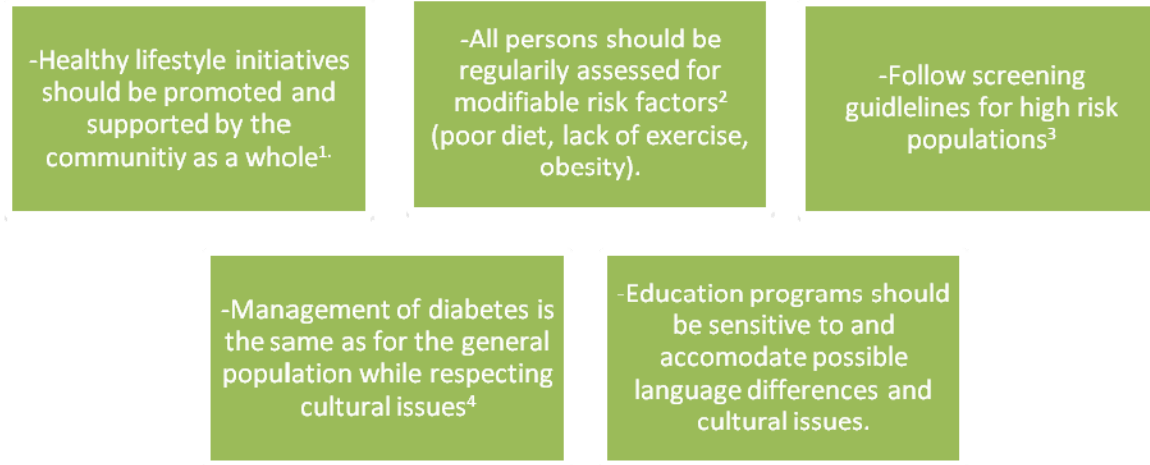 -Healthy lifestyle initiatives
should be promoted and
supported by the
communitiy as a whole¹·
-All persons should be
regularily assessed for
modifiable risk factors²
(poor diet, lack of exercise,
obesity).
-Follow screening
guidlelines for high risk
populations³
-Management of diabetes is
the same as for the general
population while respecting
cultural issues⁴
-Education programs should
be sensitive to and
accomodate possible
language differences and
cultural issues.